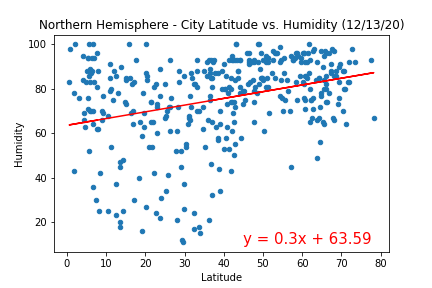 Northern Hemisphere - City Latitude vs. Humidity (12/13/20)
100
80
60
40
20
Humidity
y = 0.3x + 63.59
0 10 20 30 40 50 60 70 80
Latitude